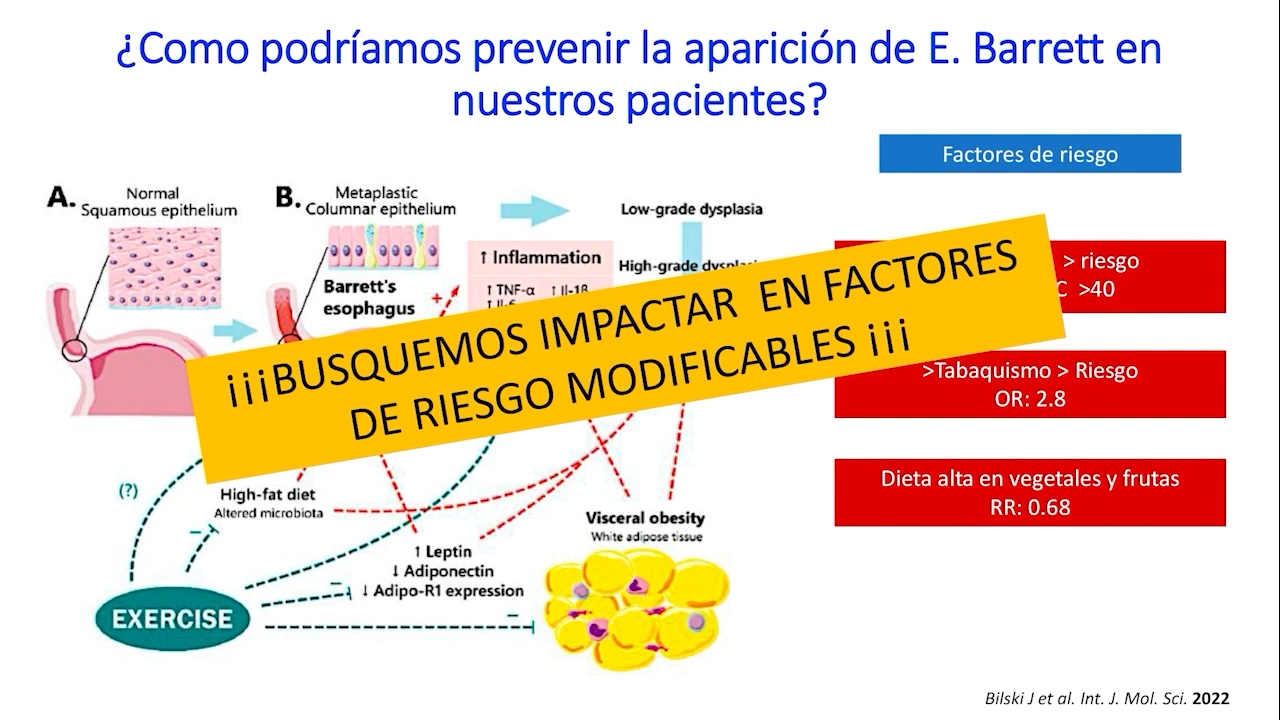 ¿Como podríamos prevenir la aparición de E. Barrett en
nuestros pacientes?
Factores de riesgo
A.
Normal
Squamous epithelium
B.
Metaplastic
Columnar epithelium
Low-grade dysplasia
↑ Inflammation
High-grade dysplasia
↑ TNF-α ↑ IL-1β
↑ IL-6
Barrett's
esophagus
+
> riesgo
C >40
¡¡¡BUSQUEMOS IMPACTAR EN FACTORES
DE RIESGO MODIFICABLES ¡¡¡
>Tabaquismo > Riesgo
OR: 2.8
Dieta alta en vegetales y frutas
RR: 0.68
(?)
High-fat diet
Altered microbiota
Visceral obesity
White adipose tissue
↑ Leptin
↓ Adiponectin
↓ Adipo-R1 expression
EXERCISE
Bilski J et al. Int. J. Mol. Sci. 2022